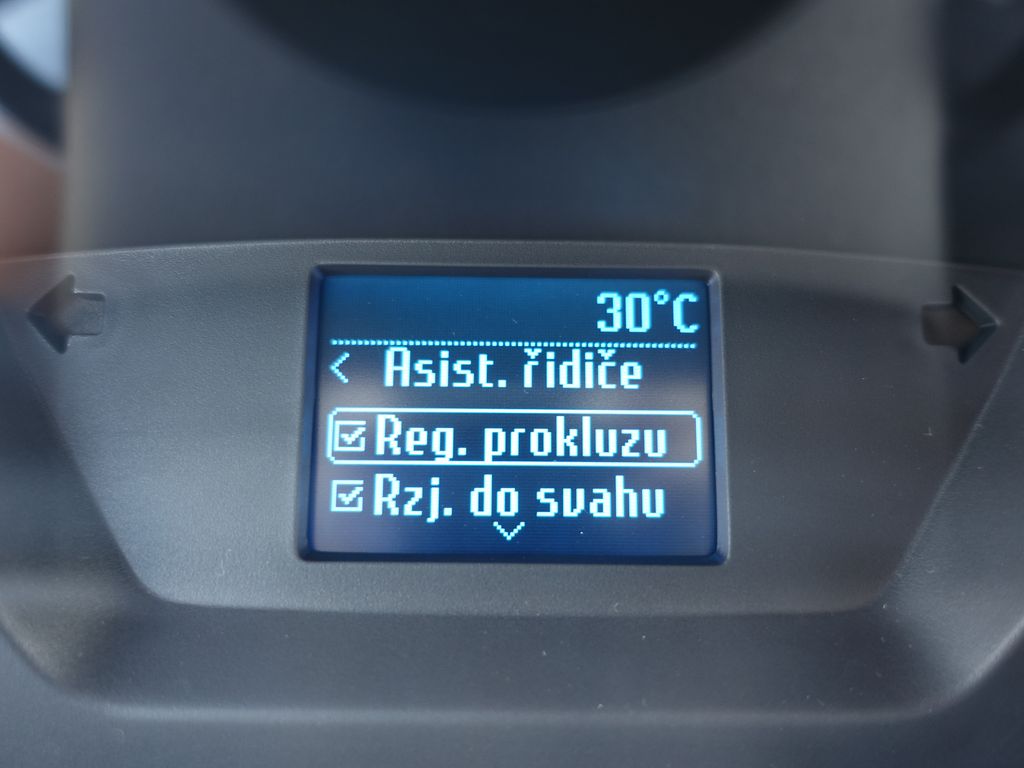 30°C
< Asist. řidiče
Reg. prokluzu
Rzj. do svahu